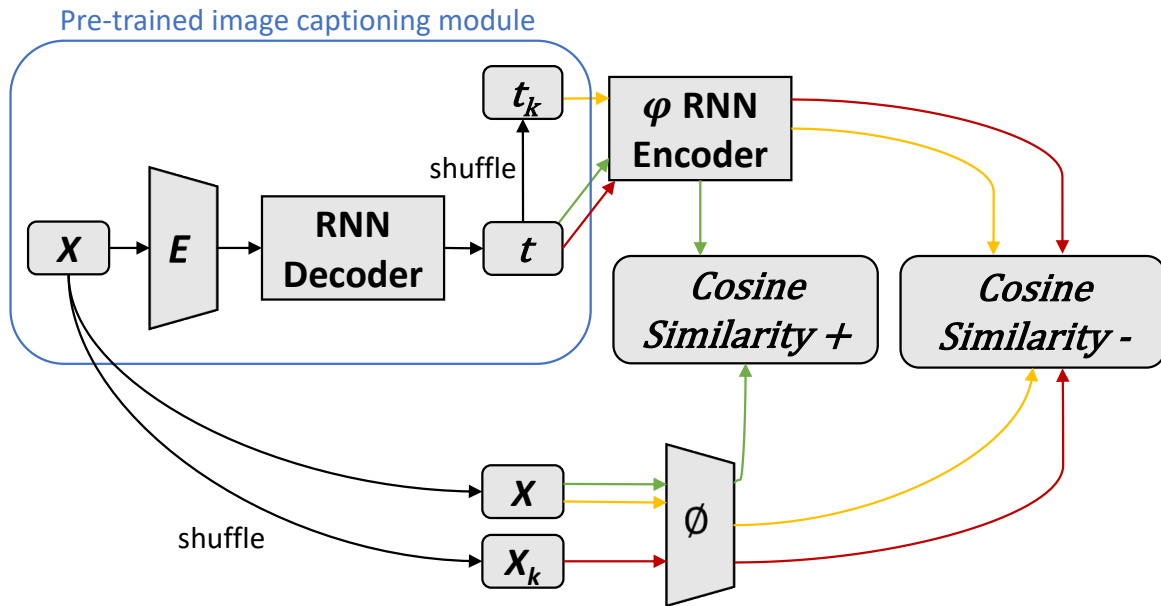 Pre-trained image captioning module
t_k
φ RNN
Encoder
shuffle
X
E
RNN
Decoder
t
Cosine
Similarity +
Cosine
Similarity -
X
∅
shuffle
X_k